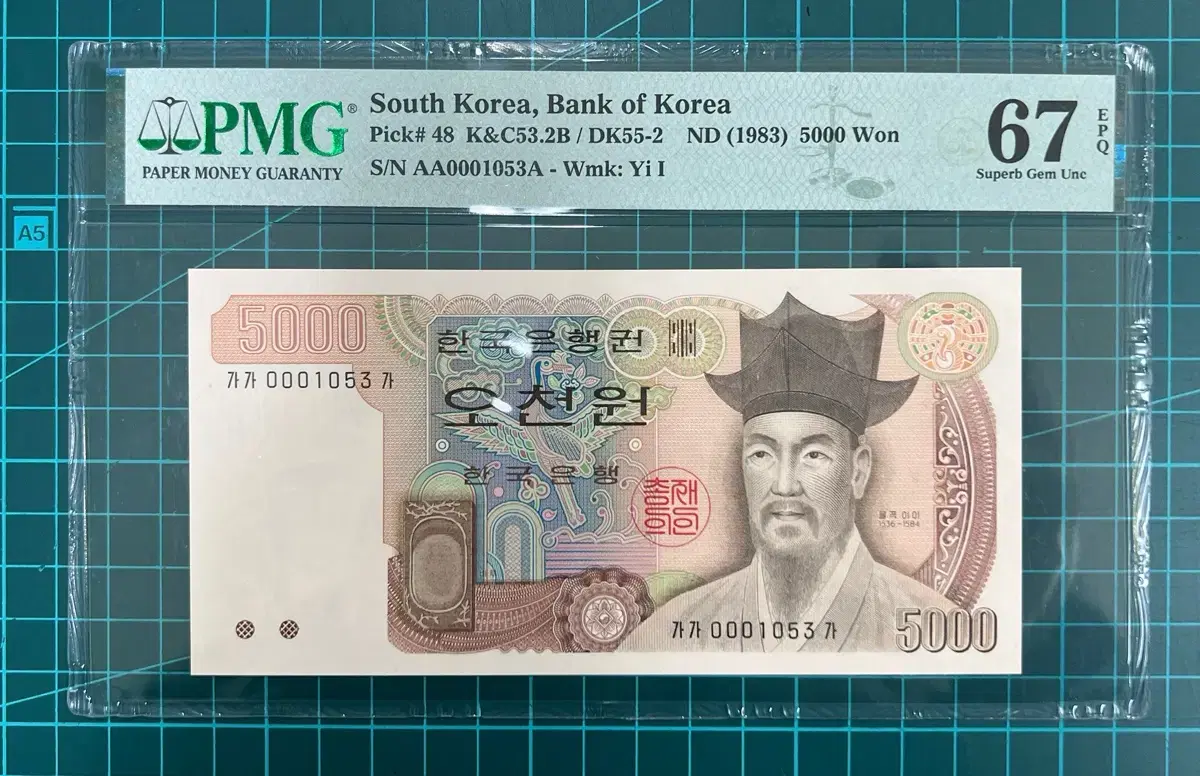 PMG®
PAPER MONEY GUARANTY
South Korea, Bank of Korea
Pick# 48 K&C53.2B / DK55-2 ND (1983) 5000 Won
S/N AA0001053A - Wmk: Yi I
67
EPQ
Superb Gem Unc
A5
5000
한국은행권
가가 0001053 가
오천원
한국은행
총재
의인
율곡 이이
1536~1584
가가 0001053 가
5000